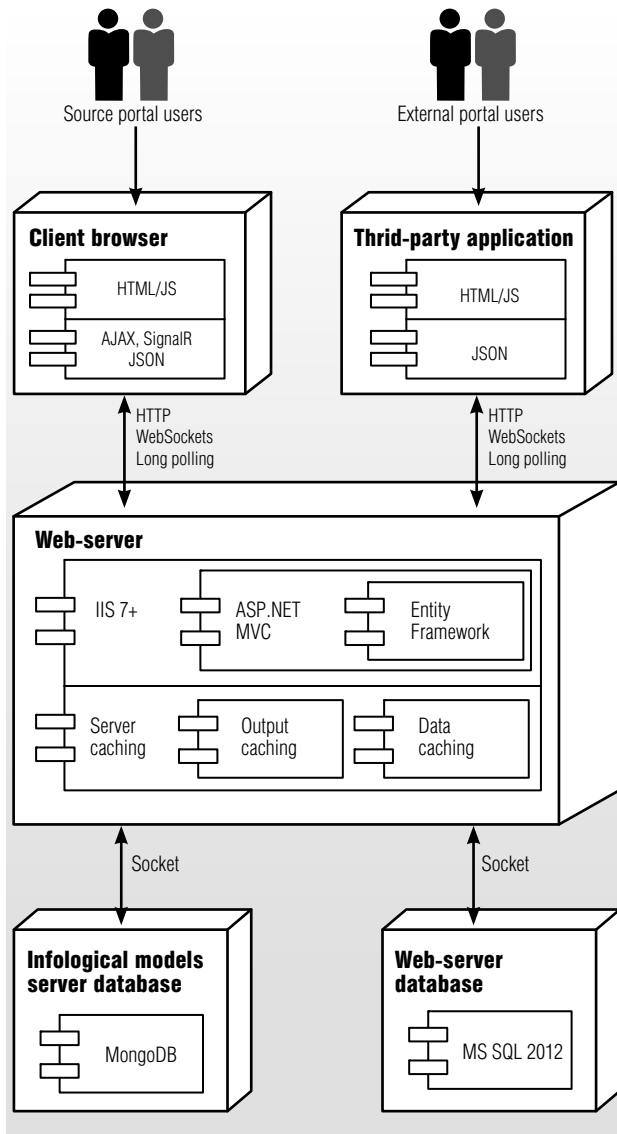 Source portal users
External portal users
Client browser
HTML/JS
AJAX, SignalR
JSON
Thrid-party application
HTML/JS
JSON
HTTP
WebSockets
Long polling
HTTP
WebSockets
Long polling
Web-server
IIS 7+
ASP.NET
MVC
Entity
Framework
Server
caching
Output
caching
Data
caching
Socket
Socket
Infological models
server database
MongoDB
Web-server
database
MS SQL 2012